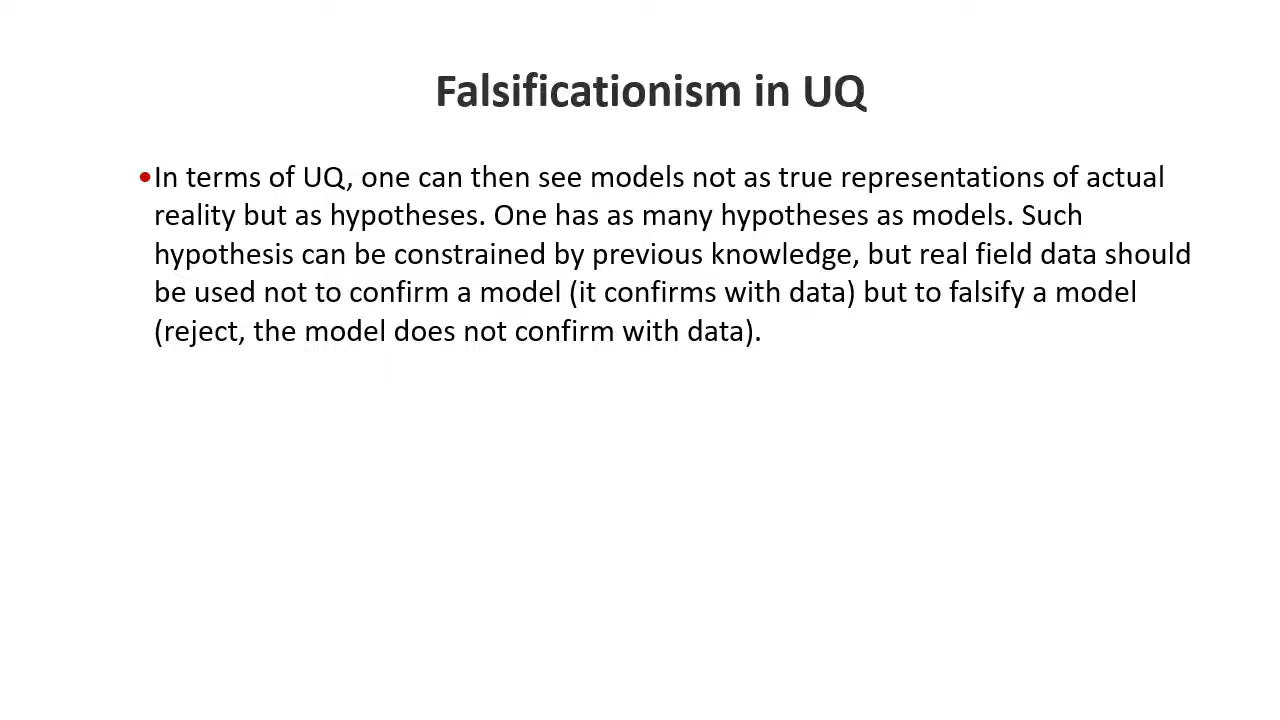 Falsificationism in UQ
•In terms of UQ, one can then see models not as true representations of actual
reality but as hypotheses. One has as many hypotheses as models. Such
hypothesis can be constrained by previous knowledge, but real field data should
be used not to confirm a model (it confirms with data) but to falsify a model
(reject, the model does not confirm with data).